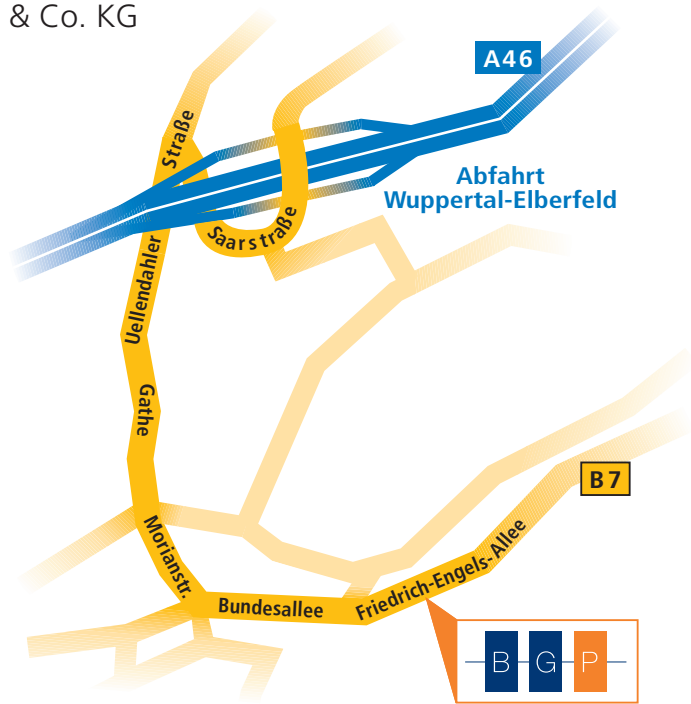 & Co. KG
A46
Abfahrt
Wuppertal-Elberfeld
Straße
Saarstraße
Uellendahler
Gathe
B7
Morianstr.
Bundesallee
Friedrich-Engels-Allee
B G P